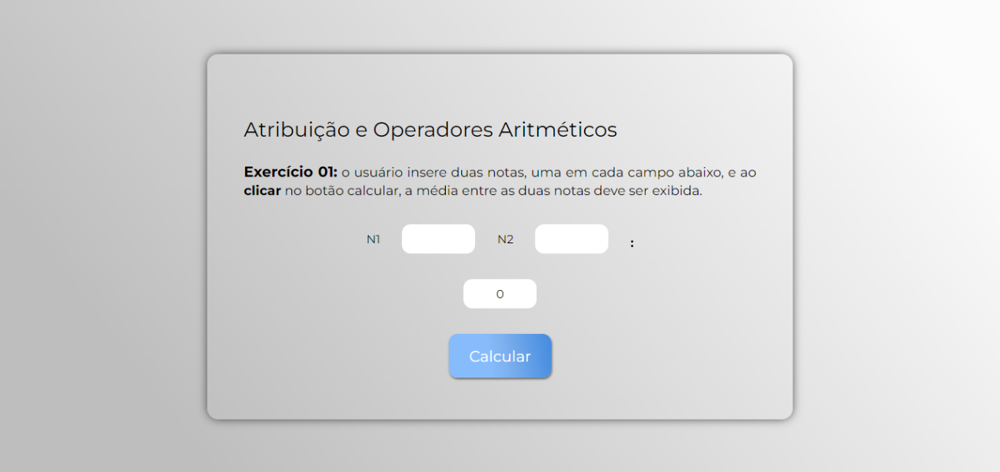 Atribuição e Operadores Aritméticos
Exercício 01: o usuário insere duas notas, uma em cada campo abaixo, e ao
clicar no botão calcular, a média entre as duas notas deve ser exibida.
N1 N2 :
0
Calcular